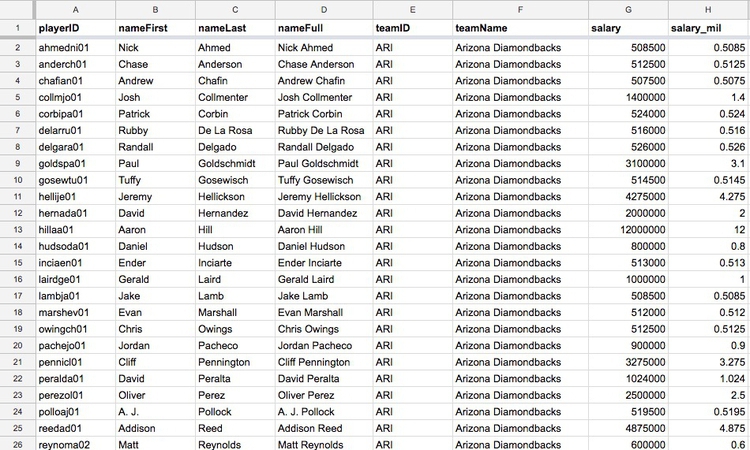 A B C D E F G H
1 playerID nameFirst nameLast nameFull teamID teamName salary salary_mil
2 ahmedni01 Nick Ahmed Nick Ahmed ARI Arizona Diamondbacks 508500 0.5085
3 anderch01 Chase Anderson Chase Anderson ARI Arizona Diamondbacks 512500 0.5125
4 chafian01 Andrew Chafin Andrew Chafin ARI Arizona Diamondbacks 507500 0.5075
5 collmjo01 Josh Collmenter Josh Collmenter ARI Arizona Diamondbacks 1400000 1.4
6 corbipa01 Patrick Corbin Patrick Corbin ARI Arizona Diamondbacks 524000 0.524
7 delarru01 Rubby De La Rosa Rubby De La Rosa ARI Arizona Diamondbacks 516000 0.516
8 delgara01 Randall Delgado Randall Delgado ARI Arizona Diamondbacks 526000 0.526
9 goldspa01 Paul Goldschmidt Paul Goldschmidt ARI Arizona Diamondbacks 3100000 3.1
10 gosewtu01 Tuffy Gosewisch Tuffy Gosewisch ARI Arizona Diamondbacks 514500 0.5145
11 hellije01 Jeremy Hellickson Jeremy Hellickson ARI Arizona Diamondbacks 4275000 4.275
12 hernada01 David Hernandez David Hernandez ARI Arizona Diamondbacks 2000000 2
13 hillaa01 Aaron Hill Aaron Hill ARI Arizona Diamondbacks 12000000 12
14 hudsoda01 Daniel Hudson Daniel Hudson ARI Arizona Diamondbacks 800000 0.8
15 inciaen01 Ender Inciarte Ender Inciarte ARI Arizona Diamondbacks 513000 0.513
16 lairdge01 Gerald Laird Gerald Laird ARI Arizona Diamondbacks 1000000 1
17 lambja01 Jake Lamb Jake Lamb ARI Arizona Diamondbacks 508500 0.5085
18 marshev01 Evan Marshall Evan Marshall ARI Arizona Diamondbacks 512000 0.512
19 owingch01 Chris Owings Chris Owings ARI Arizona Diamondbacks 512500 0.5125
20 pachejo01 Jordan Pacheco Jordan Pacheco ARI Arizona Diamondbacks 900000 0.9
21 pennicl01 Cliff Pennington Cliff Pennington ARI Arizona Diamondbacks 3275000 3.275
22 peralda01 David Peralta David Peralta ARI Arizona Diamondbacks 1024000 1.024
23 perezol01 Oliver Perez Oliver Perez ARI Arizona Diamondbacks 2500000 2.5
24 polloaj01 A. J. Pollock A. J. Pollock ARI Arizona Diamondbacks 519500 0.5195
25 reedad01 Addison Reed Addison Reed ARI Arizona Diamondbacks 4875000 4.875
26 reynoma02 Matt Reynolds Matt Reynolds ARI Arizona Diamondbacks 600000 0.6